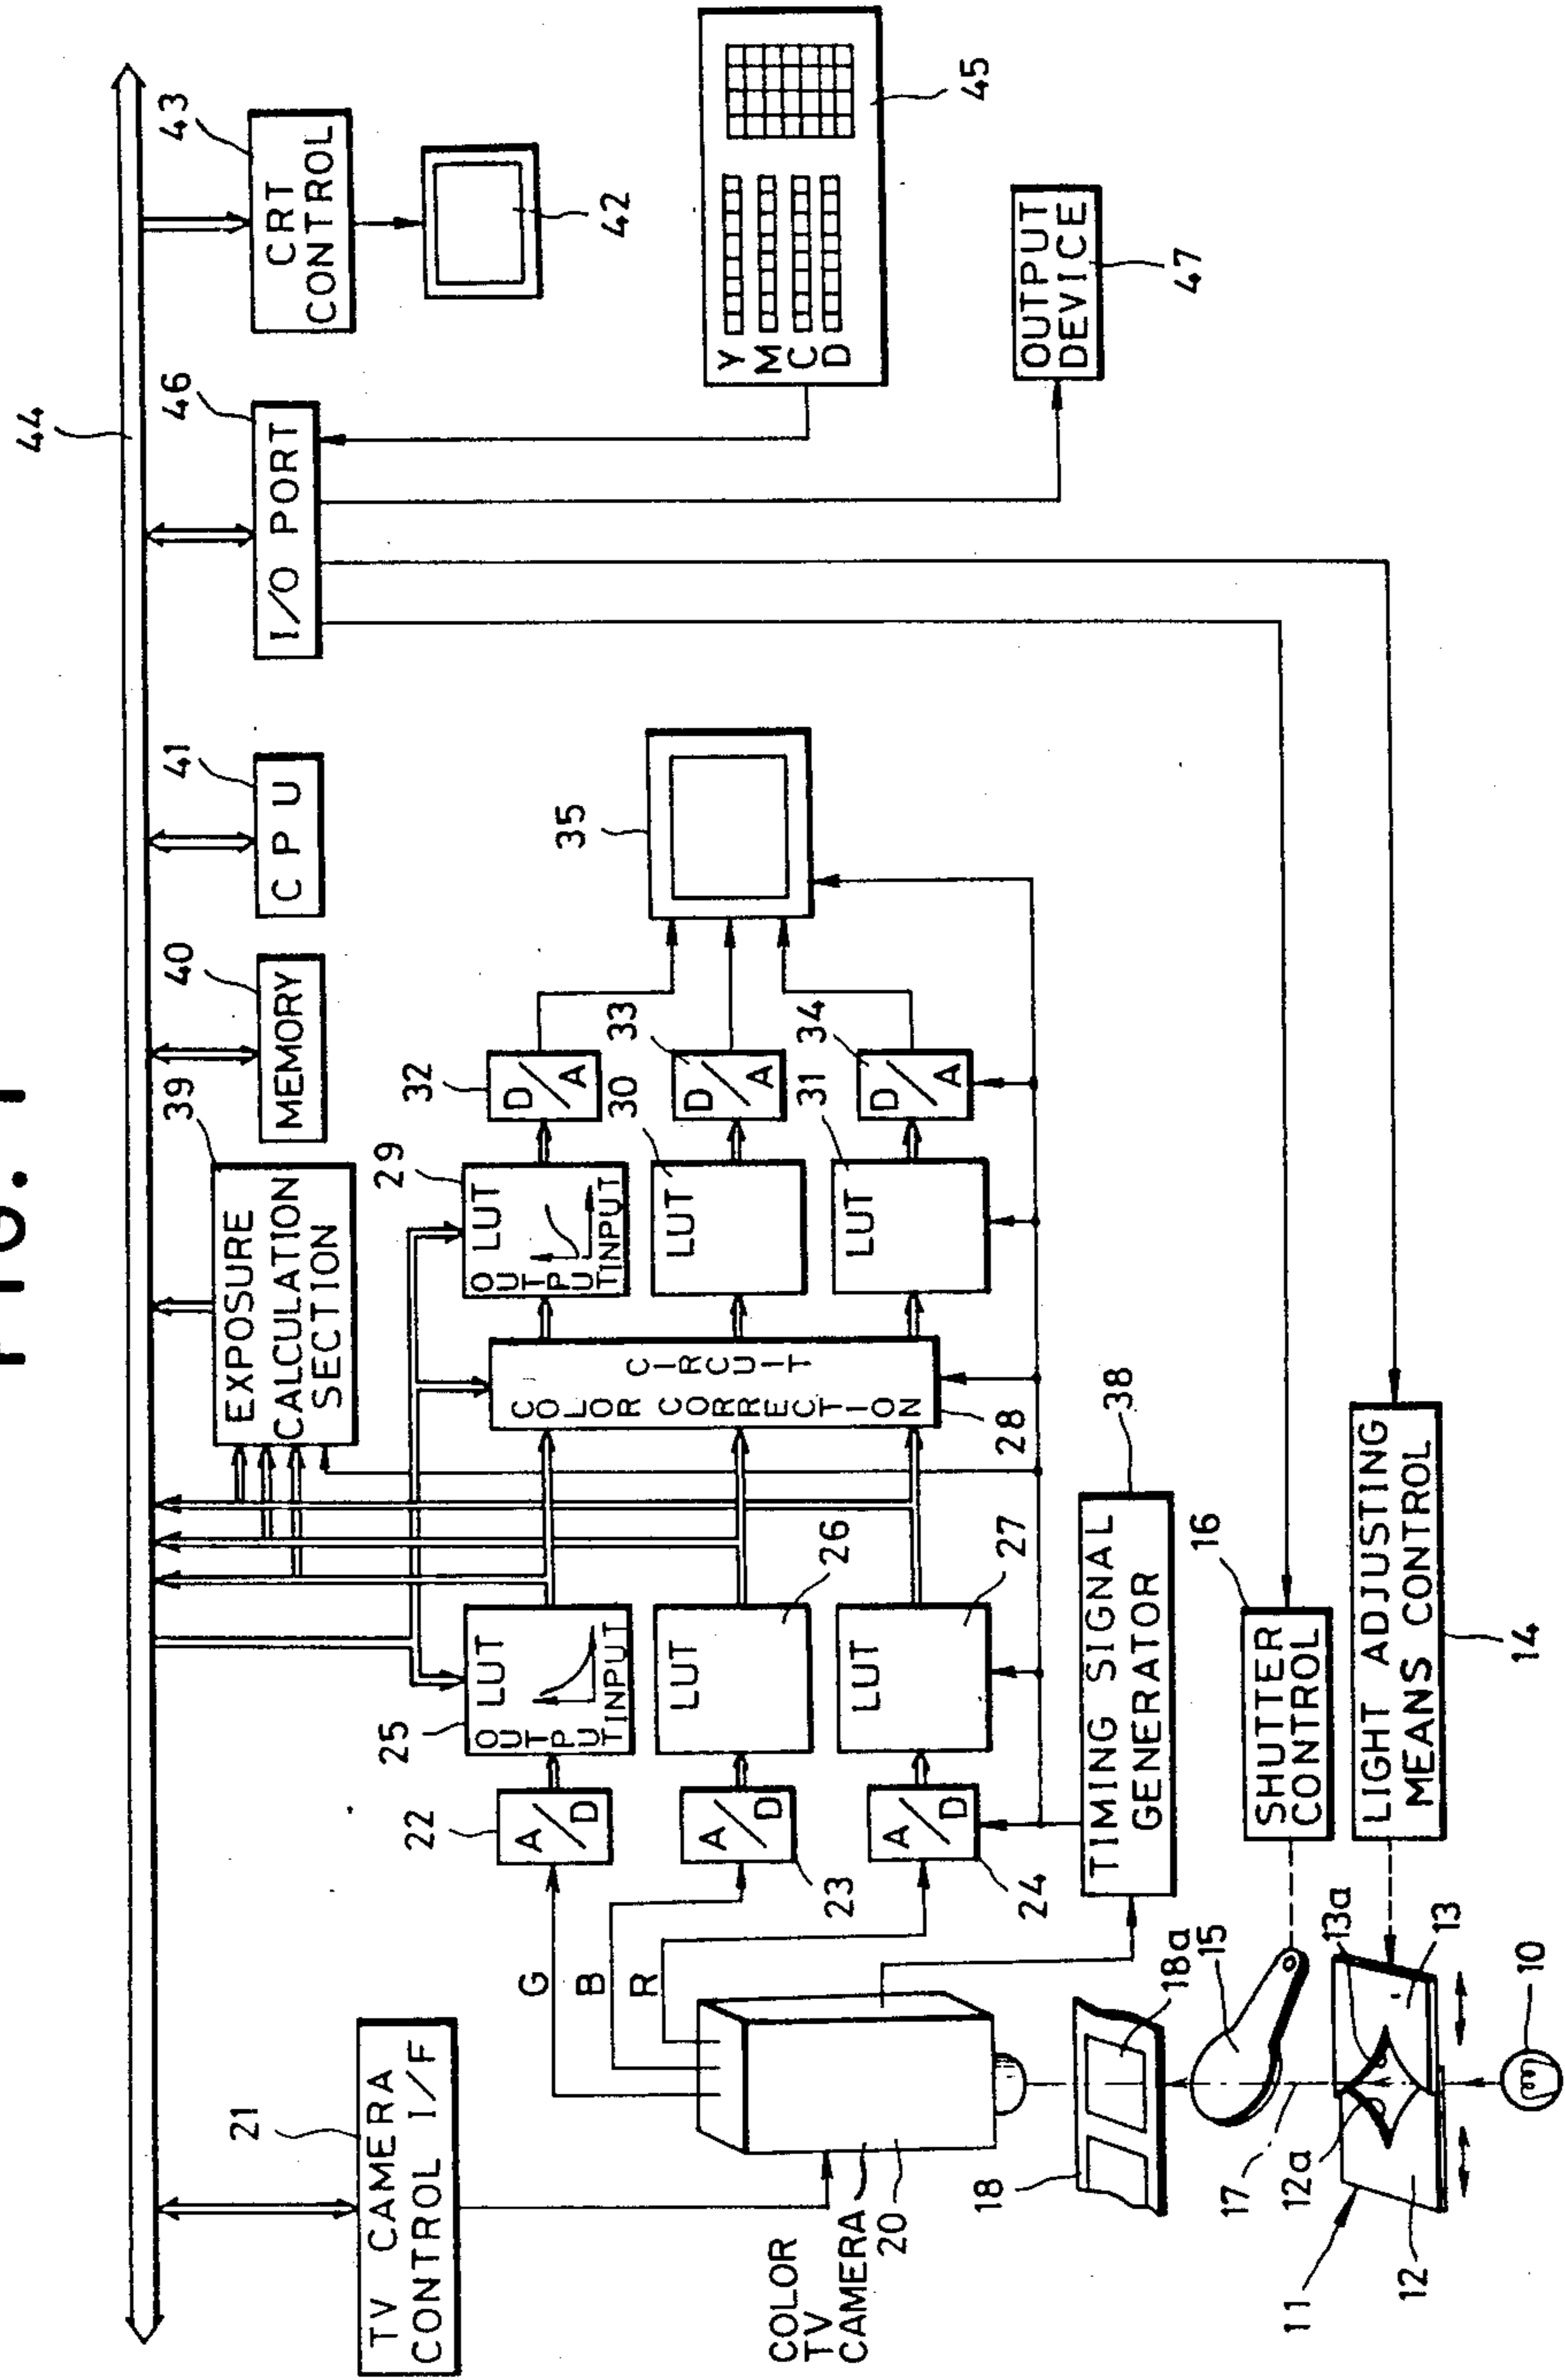 FIG. 1
44
TV CAMERA
CONTROL I/F
21
EXPOSURE
CALCULATION
SECTION
39
MEMORY
40
CPU
41
I/O PORT
46
CRT
CONTROL
43
42
Y
M
C
D
45
OUTPUT
DEVICE
47
COLOR
TV
CAMERA
20
G
B
R
A/D
22
A/D
23
A/D
24
LUT
OUTPUT
INPUT
25
LUT
26
LUT
27
COLOR CORRECTION
CIRCUIT
28
LUT
OUTPUT
INPUT
29
LUT
30
LUT
31
D/A
32
D/A
33
D/A
34
35
TIMING SIGNAL
GENERATOR
38
SHUTTER
CONTROL
16
LIGHT ADJUSTING
MEANS CONTROL
14
18
18a
15
17
12a
13a
13
12
11
10